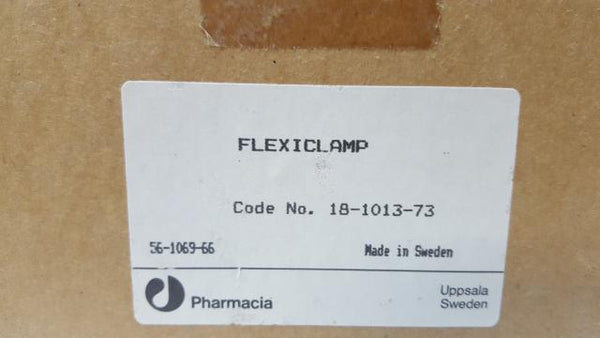 FLEXICLAMP
Code No. 18-1013-73
56-1069-66 Made in Sweden
Pharmacia
Uppsala
Sweden